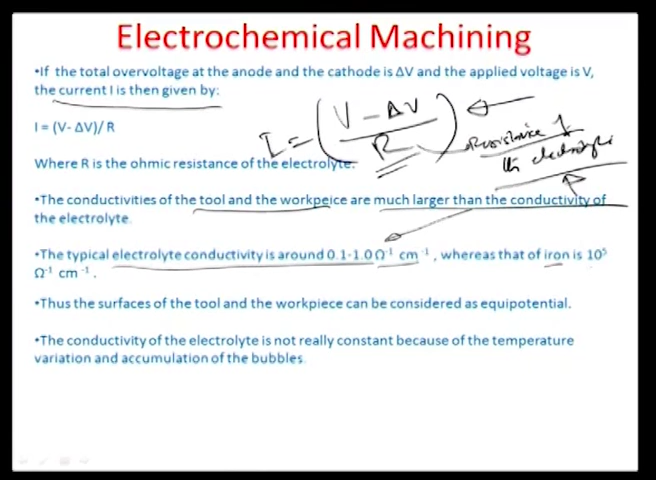 Electrochemical Machining
•If the total overvoltage at the anode and the cathode is ΔV and the applied voltage is V,
the current I is then given by:
I = (V- ΔV)/ R
I = (V - ΔV / R)
Resistance of
the electrolyte
Where R is the ohmic resistance of the electrolyte.
•The conductivities of the tool and the workpeice are much larger than the conductivity of
the electrolyte.
•The typical electrolyte conductivity is around 0.1-1.0 Ω⁻¹ cm⁻¹, whereas that of iron is 10⁵
Ω⁻¹ cm⁻¹.
•Thus the surfaces of the tool and the workpiece can be considered as equipotential.
•The conductivity of the electrolyte is not really constant because of the temperature
variation and accumulation of the bubbles.